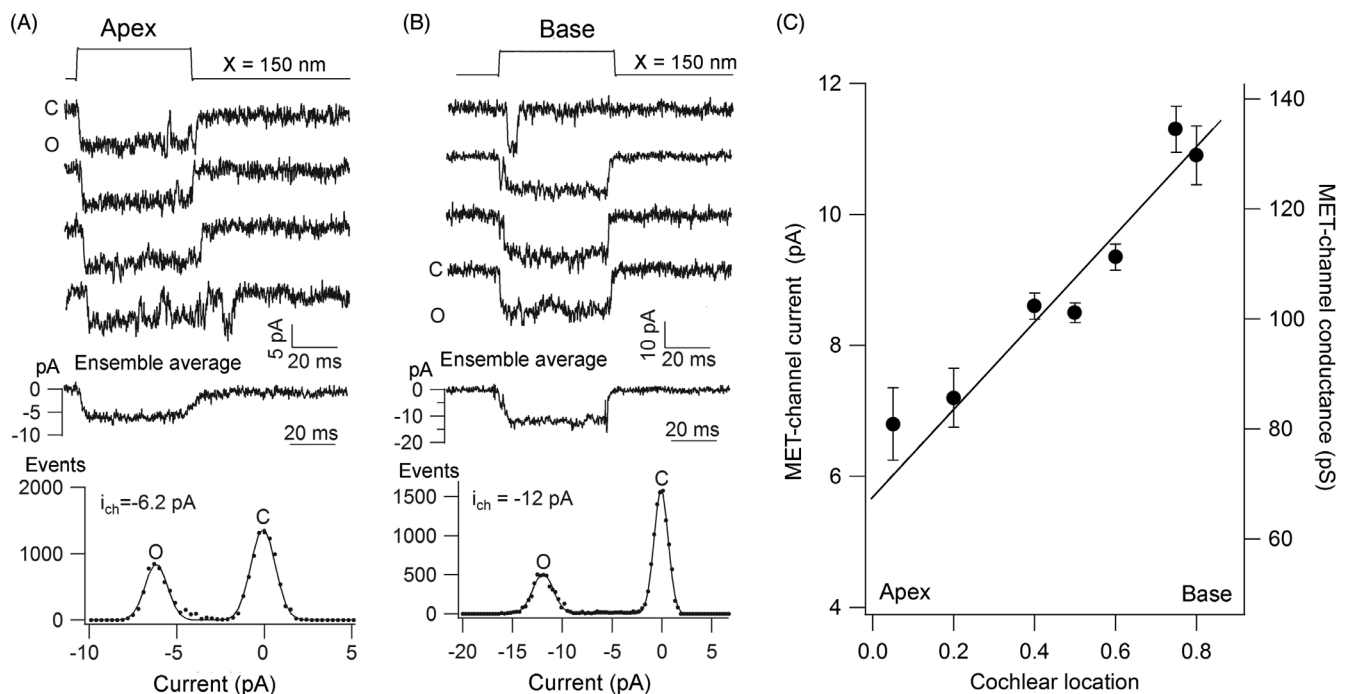 (A)
Apex
X = 150 nm
C
O
5 pA
20 ms
Ensemble average
pA
0
-5
-10
20 ms
Events
2000
1000
0
i_ch=-6.2 pA
O
C
-10 -5 0 5
Current (pA)
(B)
Base
X = 150 nm
C
O
10 pA
20 ms
Ensemble average
pA
0
-10
-20
20 ms
Events
1500
1000
500
0
i_ch = -12 pA
O
C
-20 -15 -10 -5 0 5
Current (pA)
(C)
MET-channel current (pA)
12
10
8
6
4
Apex
Base
0.0 0.2 0.4 0.6 0.8
Cochlear location
140
120
100
80
60
MET-channel conductance (pS)